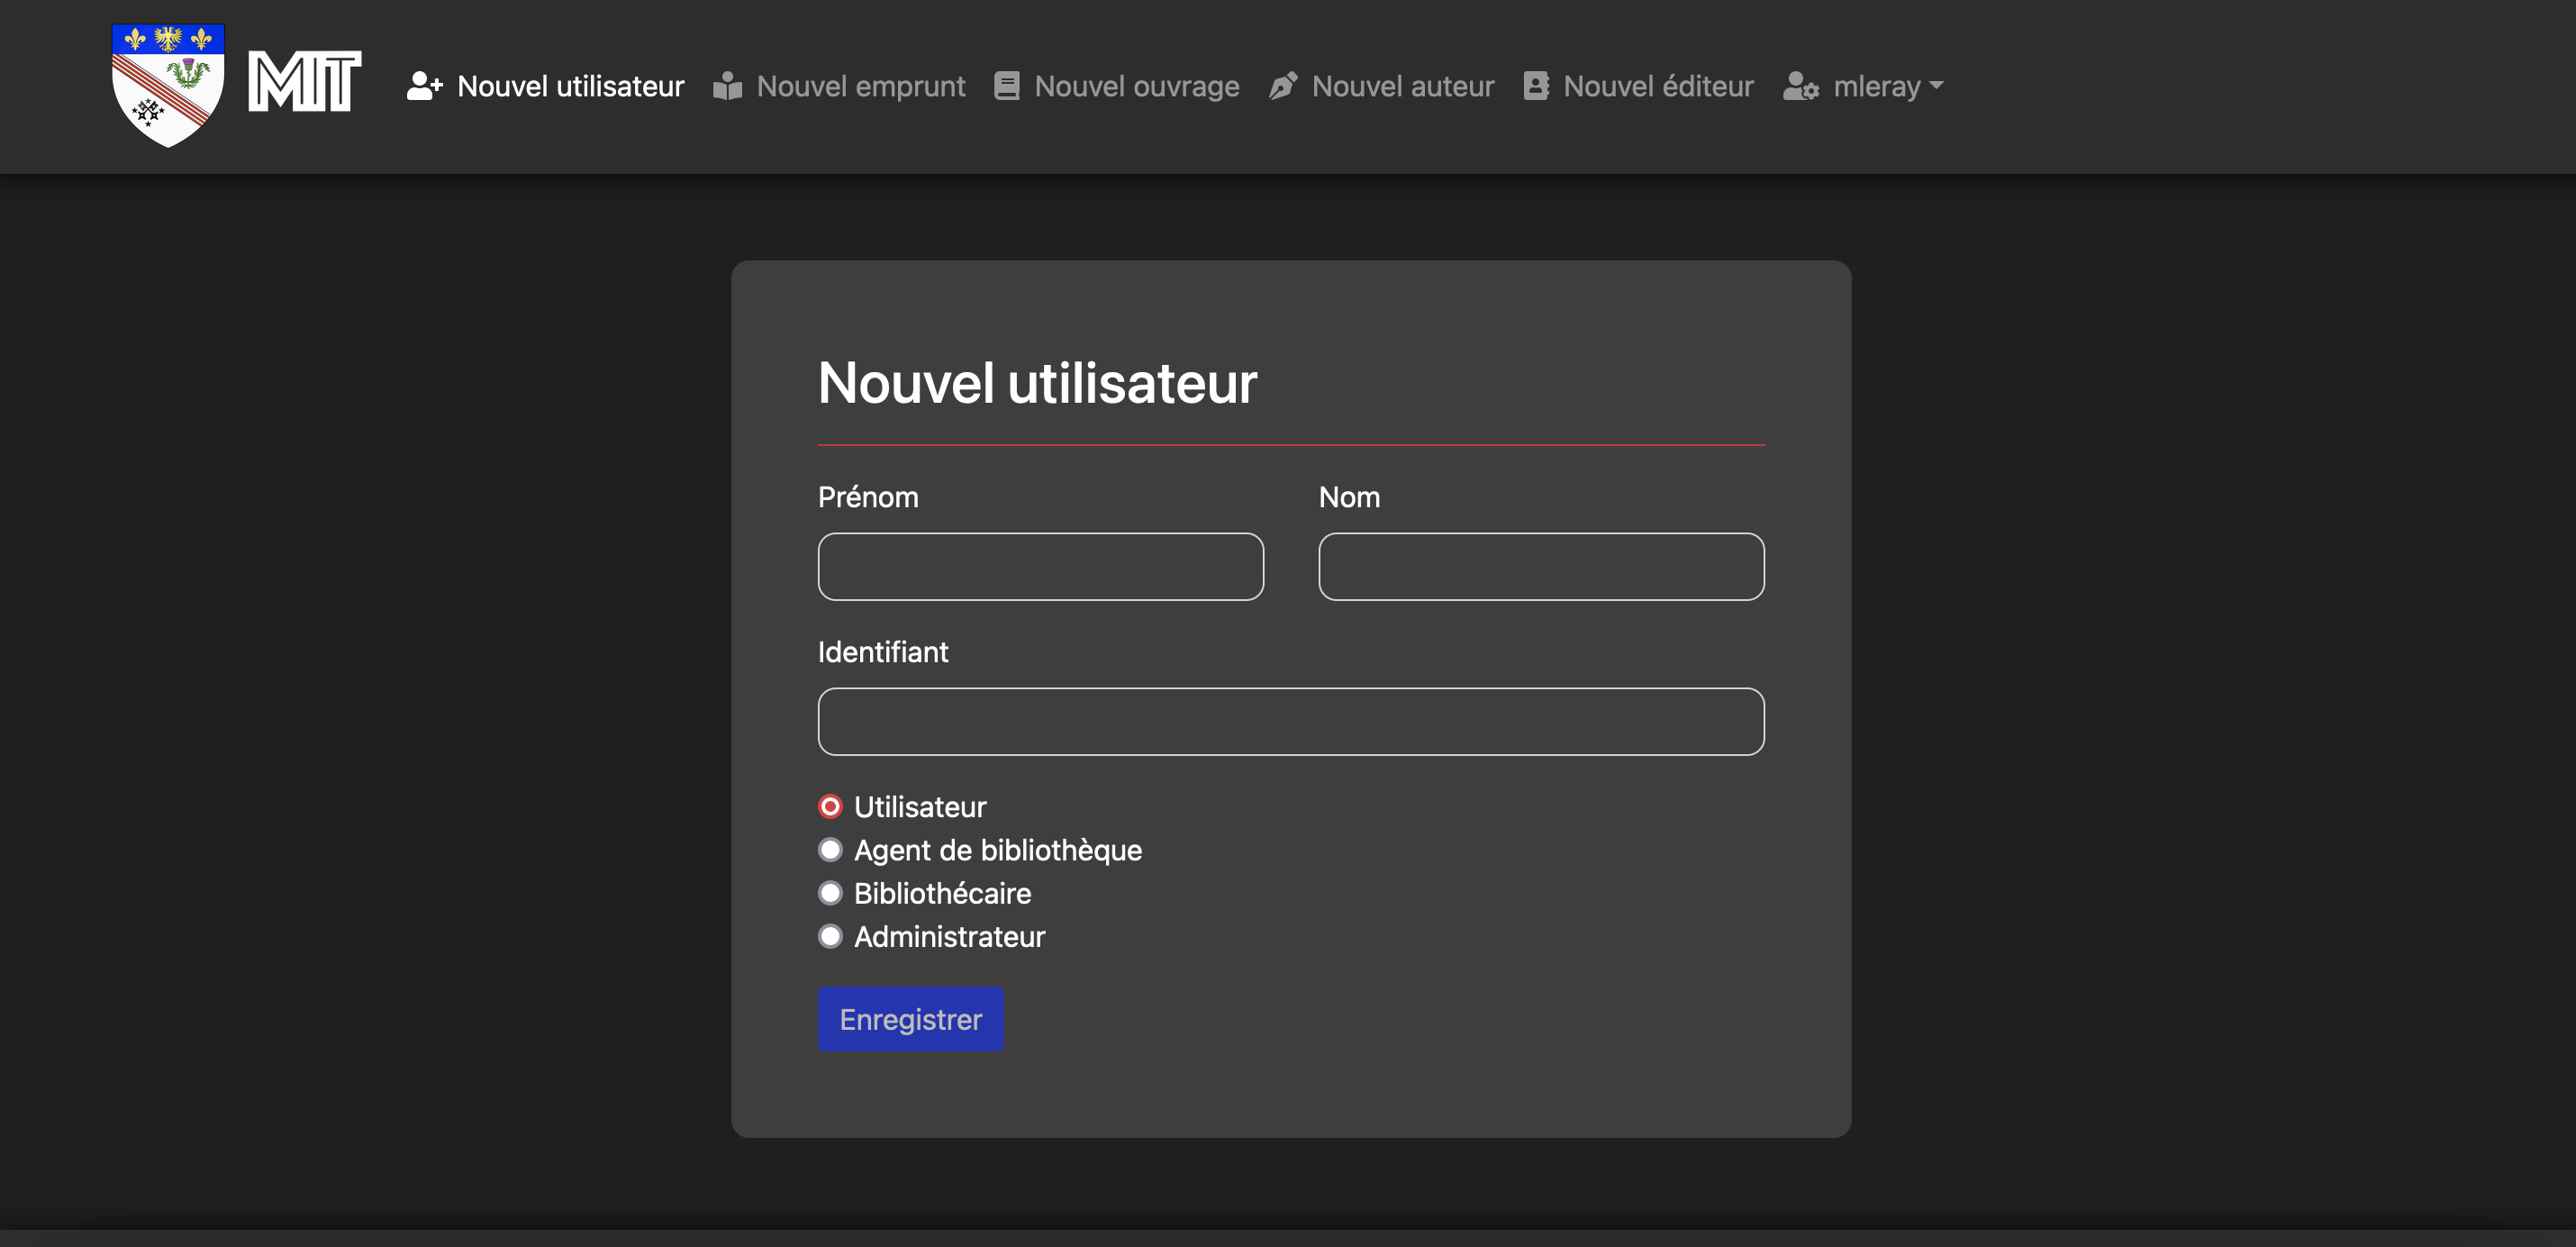 MIT Nouvel utilisateur Nouvel emprunt Nouvel ouvrage Nouvel auteur Nouvel éditeur mleray
Nouvel utilisateur
Prénom Nom
Identifiant
Utilisateur
Agent de bibliothèque
Bibliothécaire
Administrateur
Enregistrer